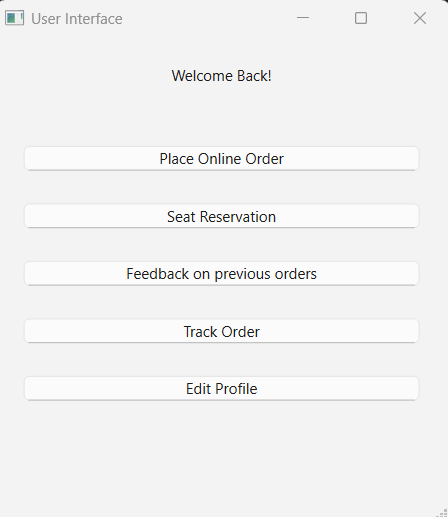 User Interface
Welcome Back!
Place Online Order
Seat Reservation
Feedback on previous orders
Track Order
Edit Profile